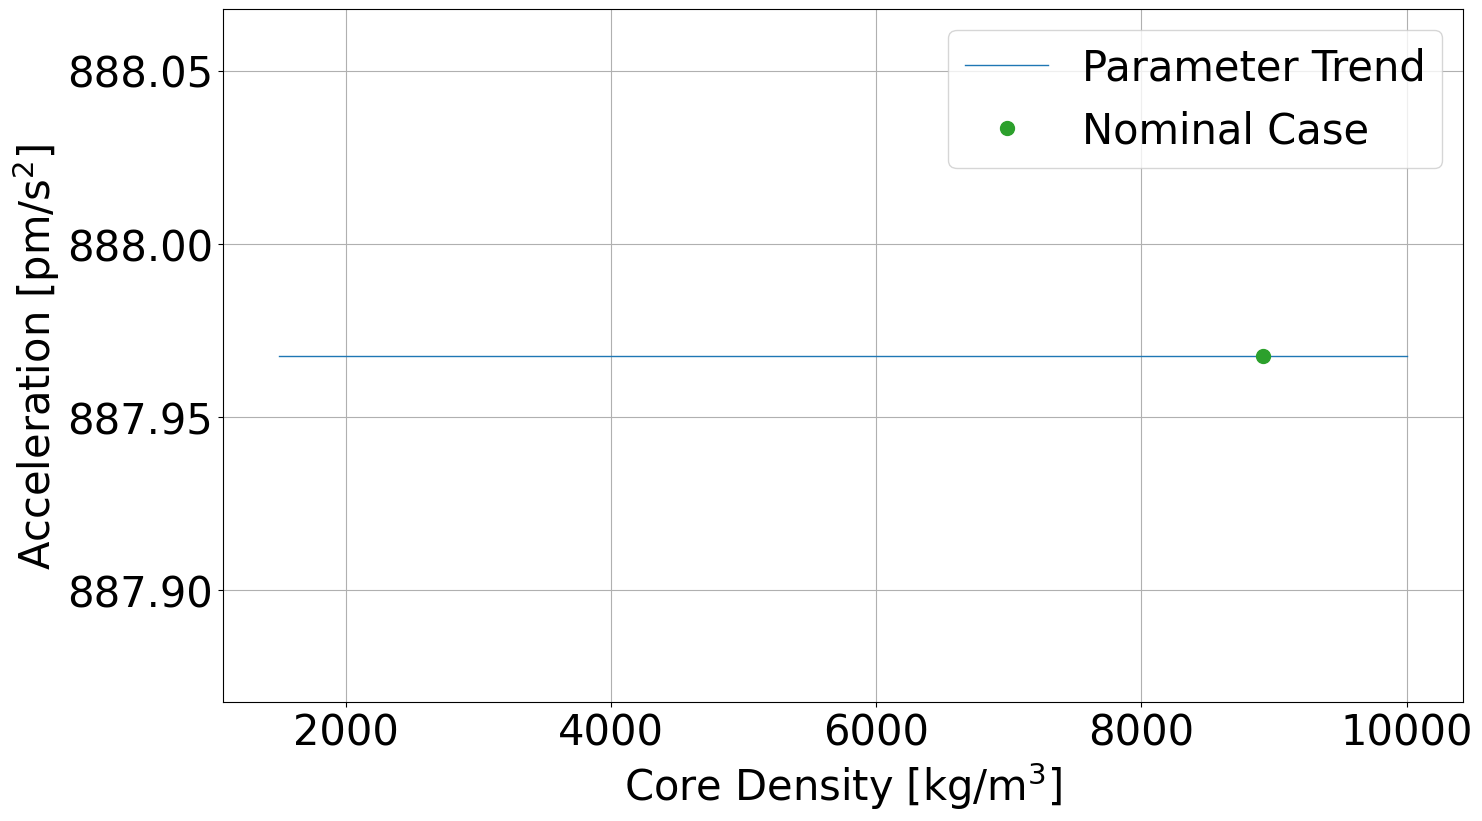 888.05
888.00
887.95
887.90
Acceleration [pm/s²]
Parameter Trend
Nominal Case
2000 4000 6000 8000 10000
Core Density [kg/m³]